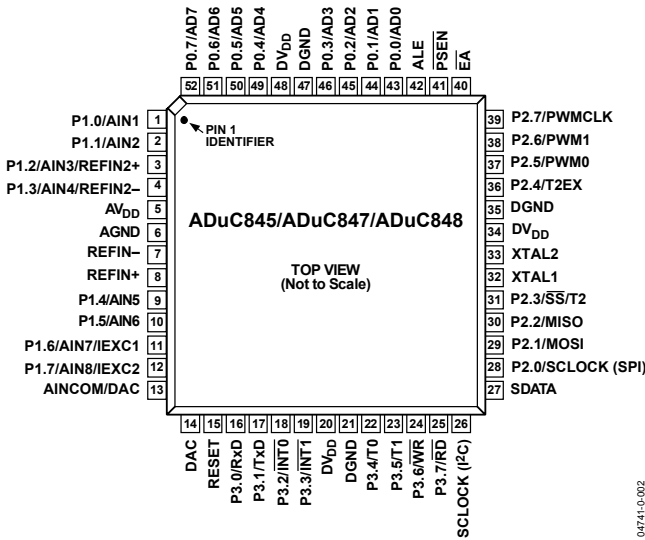 P0.7/AD7
P0.6/AD6
P0.5/AD5
P0.4/AD4
DVDD
DGND
P0.3/AD3
P0.2/AD2
P0.1/AD1
P0.0/AD0
ALE
P̅S̅E̅N̅
E̅A̅
52 51 50 49 48 47 46 45 44 43 42 41 40
P1.0/AIN1 1
P1.1/AIN2 2
P1.2/AIN3/REFIN2+ 3
P1.3/AIN4/REFIN2– 4
AVDD 5
AGND 6
REFIN– 7
REFIN+ 8
P1.4/AIN5 9
P1.5/AIN6 10
P1.6/AIN7/IEXC1 11
P1.7/AIN8/IEXC2 12
AINCOM/DAC 13
PIN 1
IDENTIFIER
ADuC845/ADuC847/ADuC848
TOP VIEW
(Not to Scale)
39 P2.7/PWMCLK
38 P2.6/PWM1
37 P2.5/PWM0
36 P2.4/T2EX
35 DGND
34 DVDD
33 XTAL2
32 XTAL1
31 P2.3/S̅S̅/T2
30 P2.2/MISO
29 P2.1/MOSI
28 P2.0/SCLOCK (SPI)
27 SDATA
14 15 16 17 18 19 20 21 22 23 24 25 26
DAC
RESET
P3.0/RxD
P3.1/TxD
P3.2/I̅N̅T̅0̅
P3.3/I̅N̅T̅1̅
DVDD
DGND
P3.4/T0
P3.5/T1
P3.6/W̅R̅
P3.7/R̅D̅
SCLOCK (I²C)
04741-0-002